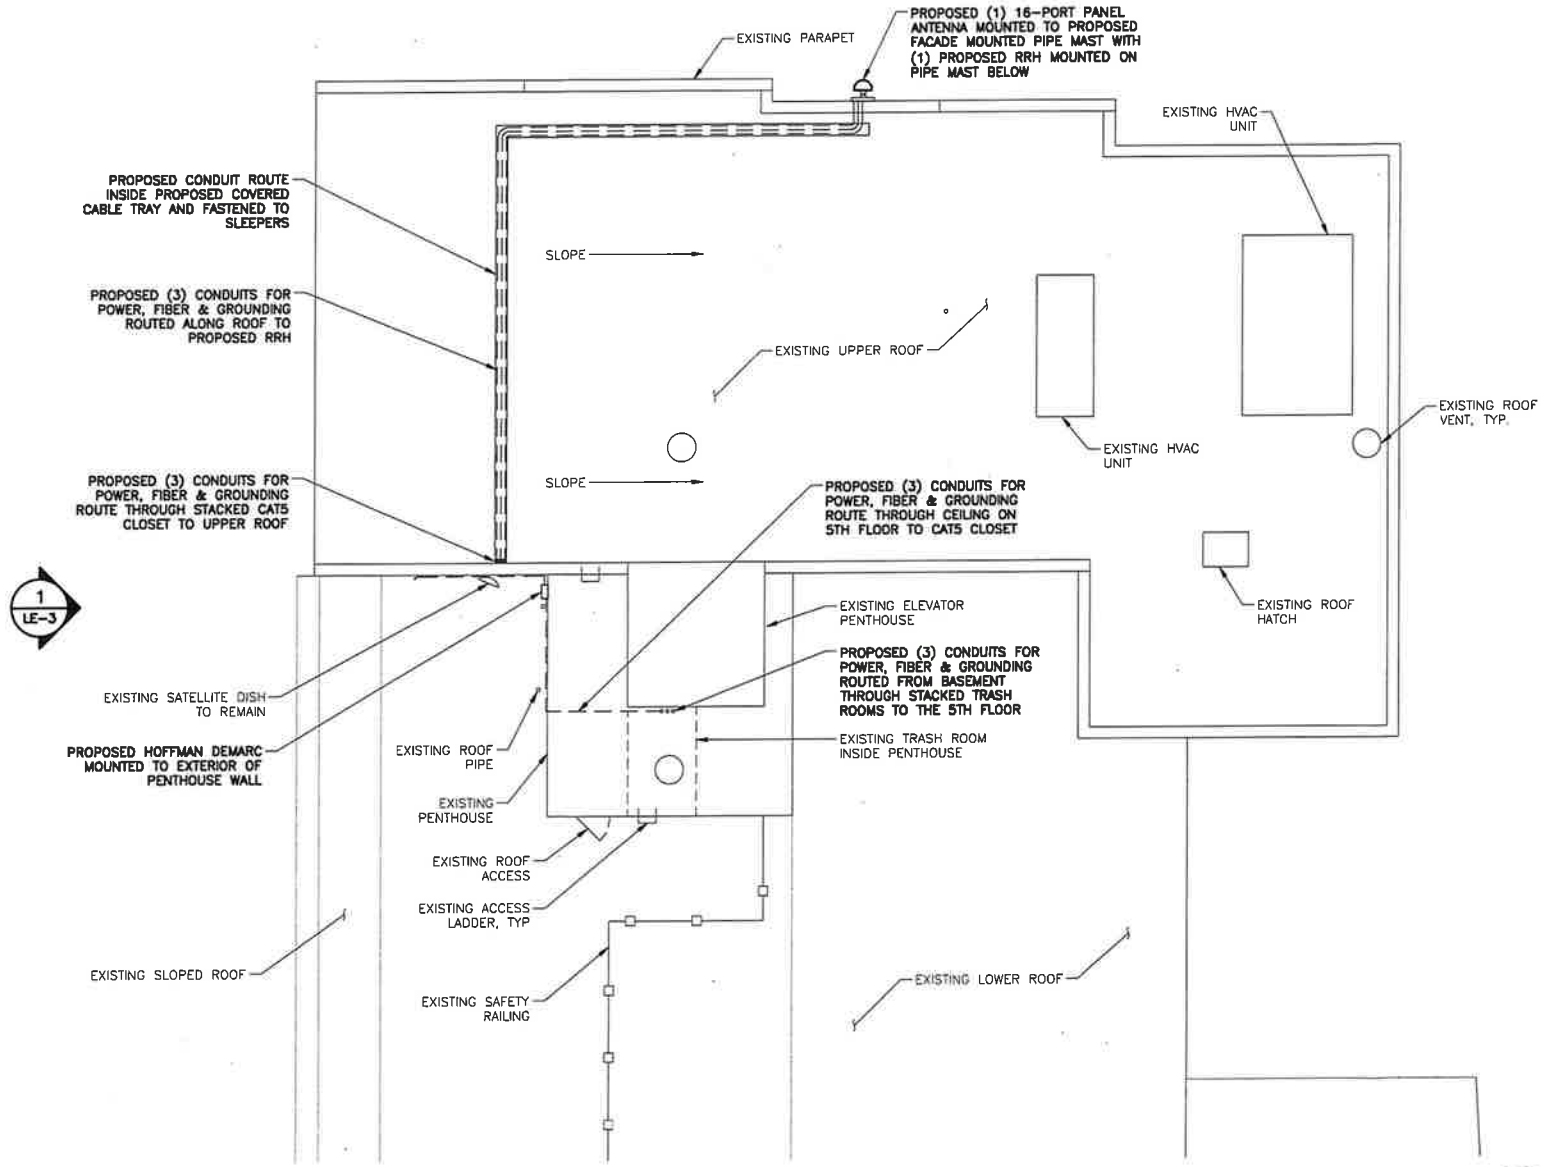 PROPOSED (1) 16-PORT PANEL
ANTENNA MOUNTED TO PROPOSED
FACADE MOUNTED PIPE MAST WITH
(1) PROPOSED RRH MOUNTED ON
PIPE MAST BELOW
EXISTING PARAPET
EXISTING HVAC
UNIT
PROPOSED CONDUIT ROUTE
INSIDE PROPOSED COVERED
CABLE TRAY AND FASTENED TO
SLEEPERS
SLOPE
PROPOSED (3) CONDUITS FOR
POWER, FIBER & GROUNDING
ROUTED ALONG ROOF TO
PROPOSED RRH
EXISTING UPPER ROOF
EXISTING ROOF
VENT, TYP.
EXISTING HVAC
UNIT
PROPOSED (3) CONDUITS FOR
POWER, FIBER & GROUNDING
ROUTE THROUGH STACKED CAT5
CLOSET TO UPPER ROOF
SLOPE
PROPOSED (3) CONDUITS FOR
POWER, FIBER & GROUNDING
ROUTE THROUGH CEILING ON
5TH FLOOR TO CAT5 CLOSET
1
LE-3
EXISTING ELEVATOR
PENTHOUSE
EXISTING ROOF
HATCH
PROPOSED (3) CONDUITS FOR
POWER, FIBER & GROUNDING
ROUTED FROM BASEMENT
THROUGH STACKED TRASH
ROOMS TO THE 5TH FLOOR
EXISTING SATELLITE DISH
TO REMAIN
EXISTING TRASH ROOM
INSIDE PENTHOUSE
PROPOSED HOFFMAN DEMARC
MOUNTED TO EXTERIOR OF
PENTHOUSE WALL
EXISTING ROOF
PIPE
EXISTING
PENTHOUSE
EXISTING ROOF
ACCESS
EXISTING ACCESS
LADDER, TYP
EXISTING SLOPED ROOF
EXISTING SAFETY
RAILING
EXISTING LOWER ROOF